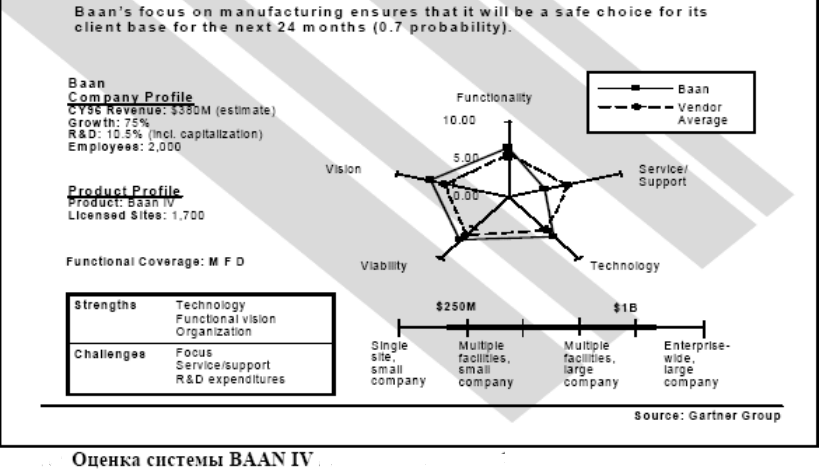 Baan's focus on manufacturing ensures that it will be a safe choice for its
client base for the next 24 months (0.7 probability).
Baan
Company Profile
CY96 Revenue: $380M (estimate)
Growth: 75%
R&D: 10.5% (incl. capitalization)
Employees: 2,000
Product Profile
Product: Baan IV
Licensed Sites: 1,700
Functional Coverage: M F D
Strengths
Technology
Functional vision
Organization
Challenges
Focus
Service/support
R&D expenditures
Baan
Vendor
Average
Functionality
10.00
5.00
0.00
Vision
Service/
Support
Viability
Technology
$250M
$1B
Single
site,
small
company
Multiple
facilities,
small
company
Multiple
facilities,
large
company
Enterprise-
wide,
large
company
Source: Gartner Group
Оценка системы BAAN IV